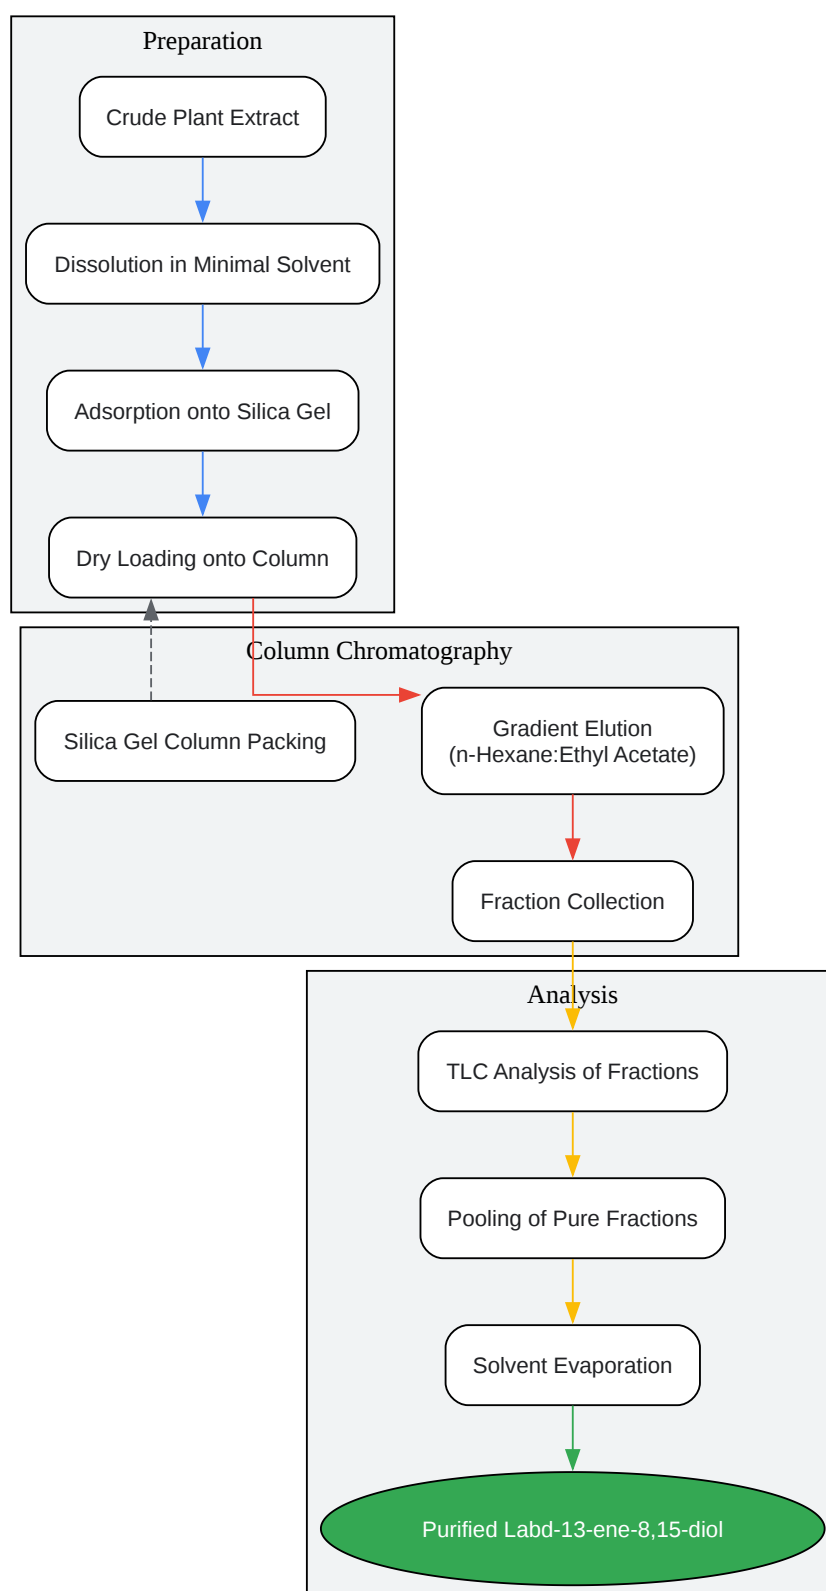 Preparation
Crude Plant Extract
Dissolution in Minimal Solvent
Adsorption onto Silica Gel
Dry Loading onto Column
Column Chromatography
Silica Gel Column Packing
Gradient Elution
(n-Hexane:Ethyl Acetate)
Fraction Collection
Analysis
TLC Analysis of Fractions
Pooling of Pure Fractions
Solvent Evaporation
Purified Labd-13-ene-8,15-diol